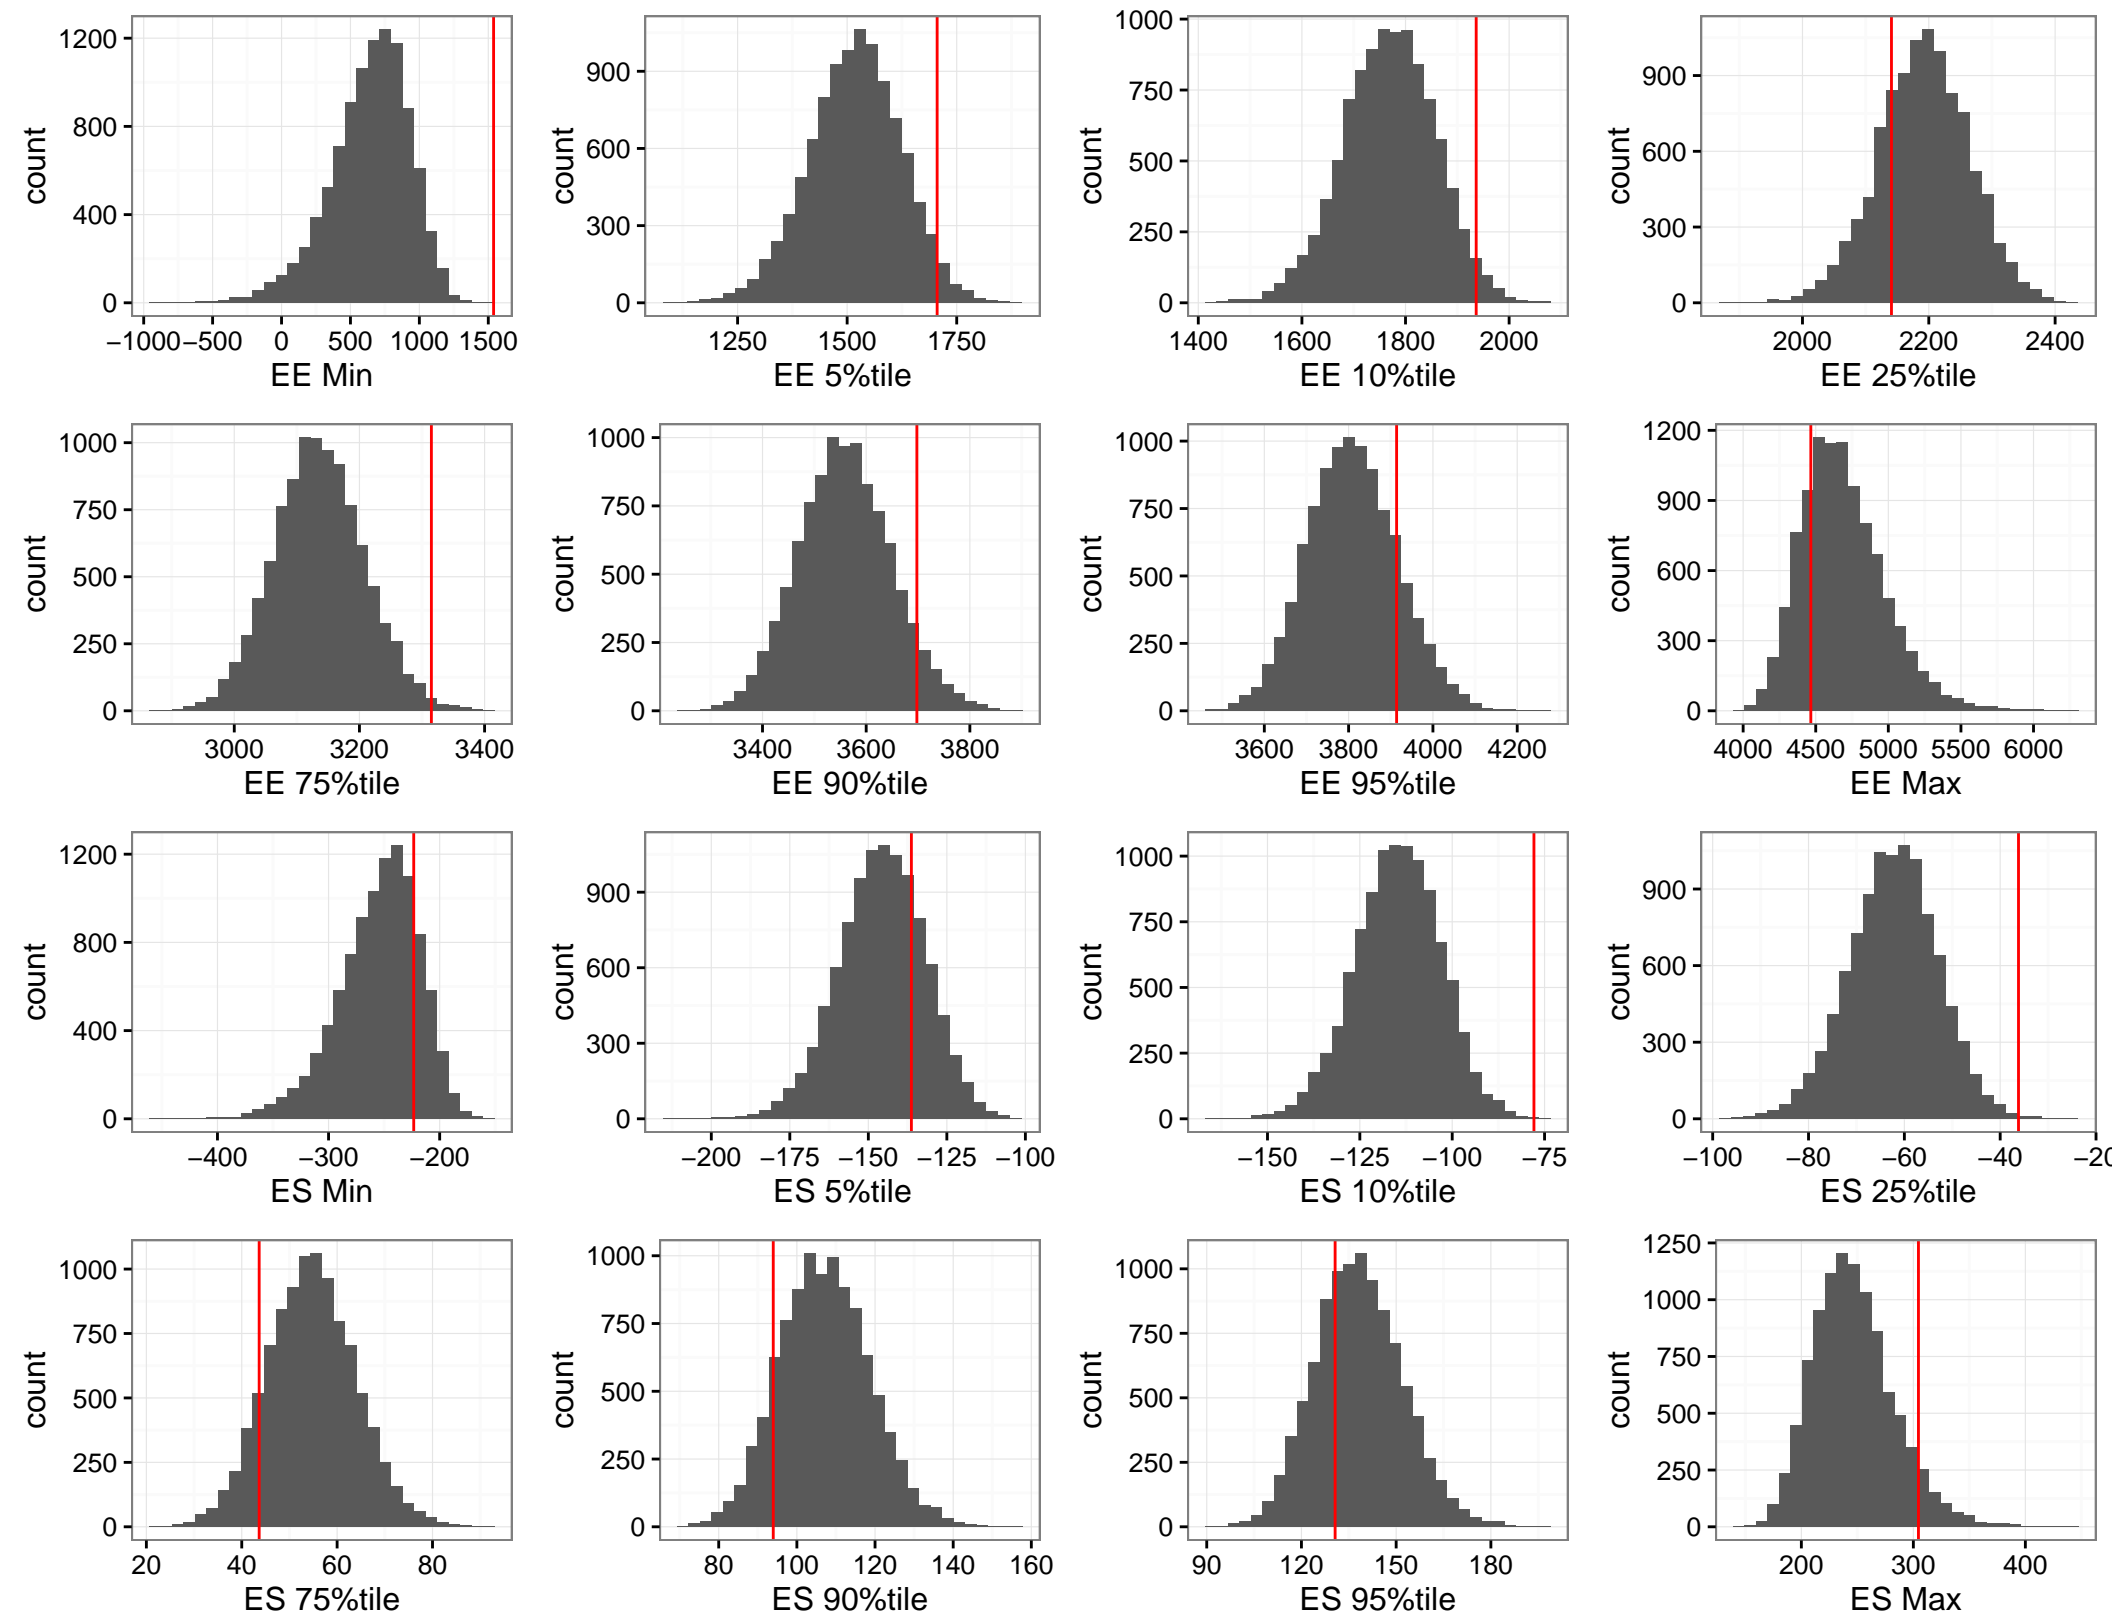 count
1200
800
400
0
−1000 −500 0 500 1000 1500
EE Min
count
900
600
300
0
1250 1500 1750
EE 5%tile
count
1000
750
500
250
0
1400 1600 1800 2000
EE 10%tile
count
900
600
300
0
2000 2200 2400
EE 25%tile
count
1000
750
500
250
0
3000 3200 3400
EE 75%tile
count
1000
750
500
250
0
3400 3600 3800
EE 90%tile
count
1000
750
500
250
0
3600 3800 4000 4200
EE 95%tile
count
1200
900
600
300
0
4000 4500 5000 5500 6000
EE Max
count
1200
800
400
0
−400 −300 −200
ES Min
count
900
600
300
0
−200 −175 −150 −125 −100
ES 5%tile
count
1000
750
500
250
0
−150 −125 −100 −75
ES 10%tile
count
900
600
300
0
−100 −80 −60 −40 −20
ES 25%tile
count
1000
750
500
250
0
20 40 60 80
ES 75%tile
count
1000
750
500
250
0
80 100 120 140 160
ES 90%tile
count
1000
750
500
250
0
90 120 150 180
ES 95%tile
count
1250
1000
750
500
250
0
200 300 400
ES Max